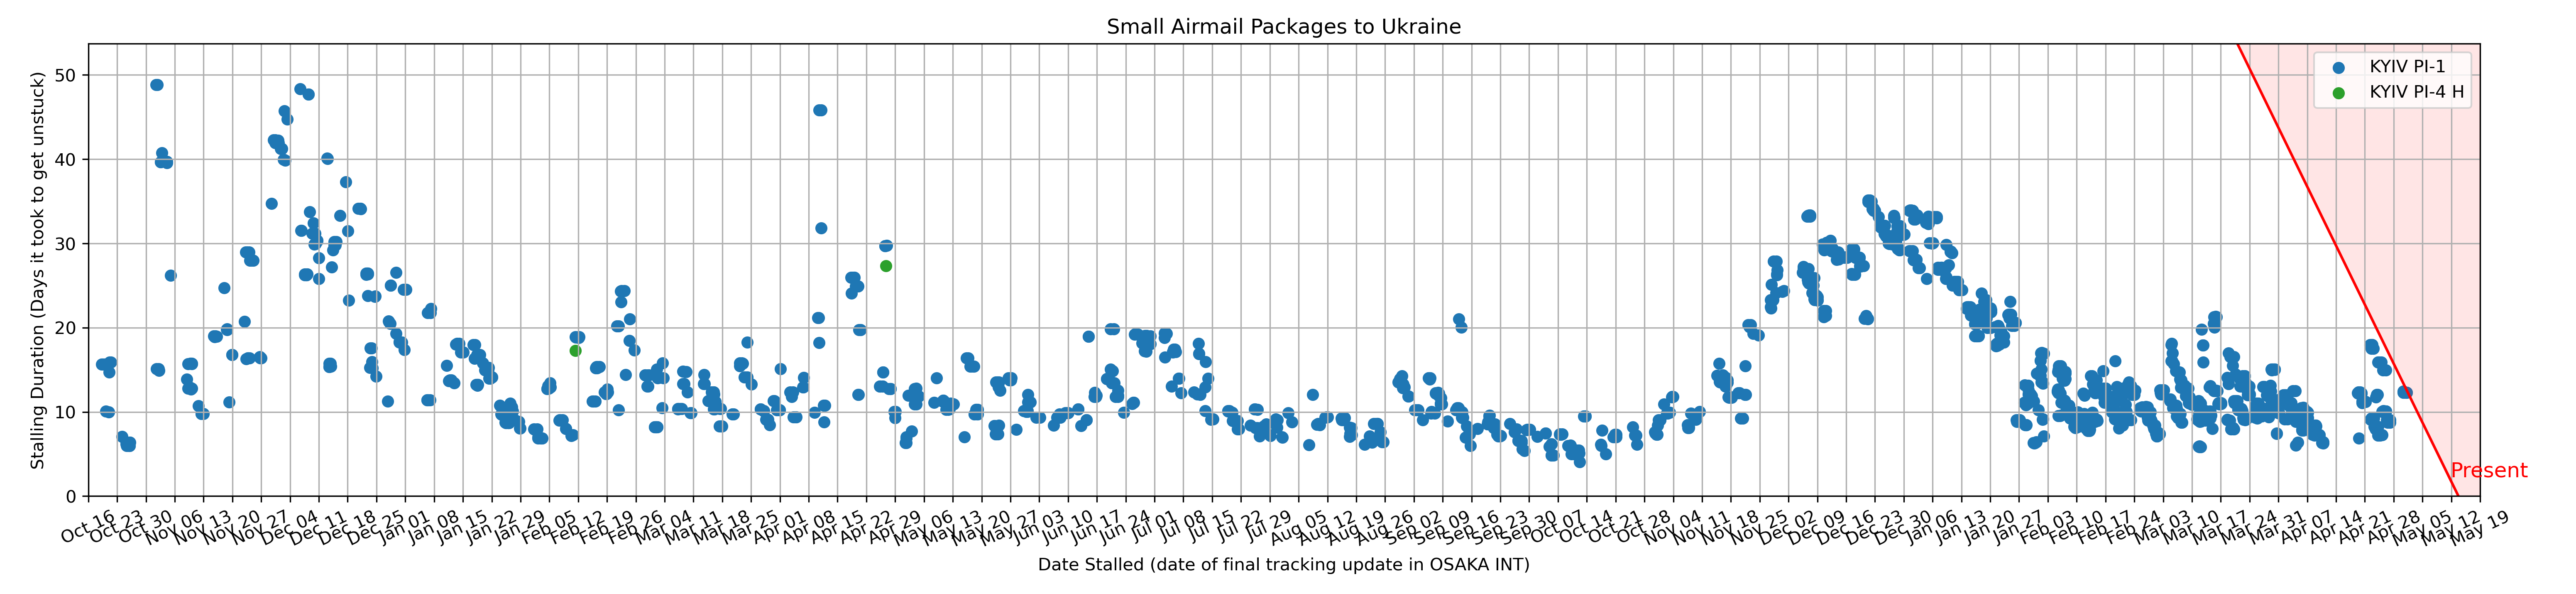 Small Airmail Packages to Ukraine
Stalling Duration (Days it took to get unstuck)
50
40
30
20
10
0
KYIV PI-1
KYIV PI-4 H
Present
Oct 16
Oct 23
Oct 30
Nov 06
Nov 13
Nov 20
Nov 27
Dec 04
Dec 11
Dec 18
Dec 25
Jan 01
Jan 08
Jan 15
Jan 22
Jan 29
Feb 05
Feb 12
Feb 19
Feb 26
Mar 04
Mar 11
Mar 18
Mar 25
Apr 01
Apr 08
Apr 15
Apr 22
Apr 29
May 06
May 13
May 20
May 27
Jun 03
Jun 10
Jun 17
Jun 24
Jul 01
Jul 08
Jul 15
Jul 22
Jul 29
Aug 05
Aug 12
Aug 19
Aug 26
Sep 02
Sep 09
Sep 16
Sep 23
Sep 30
Oct 07
Oct 14
Oct 21
Oct 28
Nov 04
Nov 11
Nov 18
Nov 25
Dec 02
Dec 09
Dec 16
Dec 23
Dec 30
Jan 06
Jan 13
Jan 20
Jan 27
Feb 03
Feb 10
Feb 17
Feb 24
Mar 03
Mar 10
Mar 17
Mar 24
Mar 31
Apr 07
Apr 14
Apr 21
Apr 28
May 05
May 12
May 19
Date Stalled (date of final tracking update in OSAKA INT)